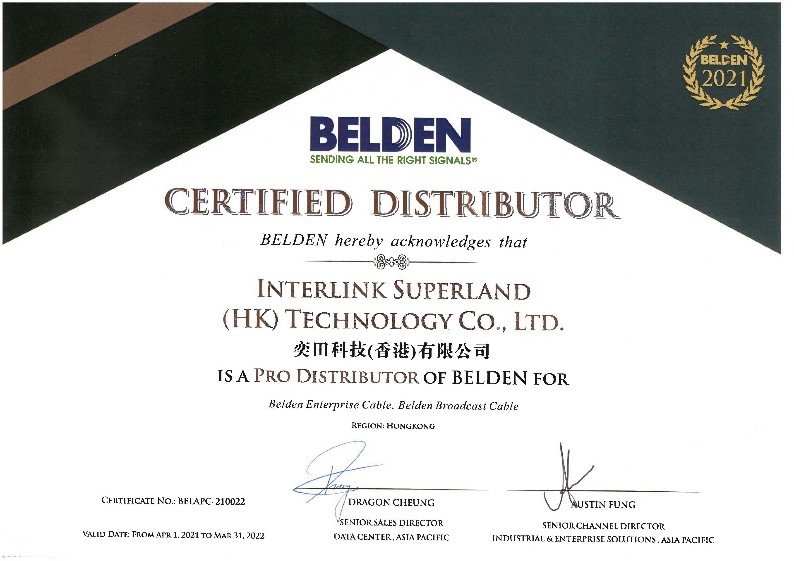 BELDEN
2021
BELDEN
SENDING ALL THE RIGHT SIGNALS
CERTIFIED DISTRIBUTOR
BELDEN hereby acknowledges that
INTERLINK SUPERLAND
(HK) TECHNOLOGY CO., LTD.
奕田科技(香港)有限公司
IS A PRO DISTRIBUTOR OF BELDEN FOR
Belden Enterprise Cable, Belden Broadcast Cable
REGION: HUNGKONG
CERTIFICATE NO.: BELAPC-210022
VALID DATE: FROM APR 1, 2021 TO MAR 31, 2022
DRAGON CHEUNG
SENIOR SALES DIRECTOR
DATA CENTER, ASIA PACIFIC
AUSTIN FUNG
SENIOR CHANNEL DIRECTOR
INDUSTRIAL & ENTERPRISE SOLUTIONS, ASIA PACIFIC